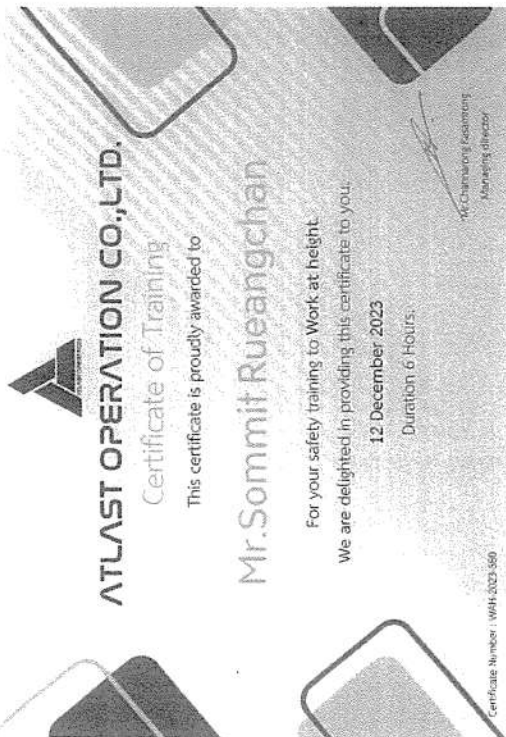 ATLAST OPERATION CO.,LTD.
Certificate of Training
This certificate is proudly awarded to
Mr.Sommit Rueangchan
For your safety training to Work at height.
We are delighted in providing this certificate to you.
12 December 2023
Duration 6 Hours.
Managing director
Certificate Number : WAH-2023-560